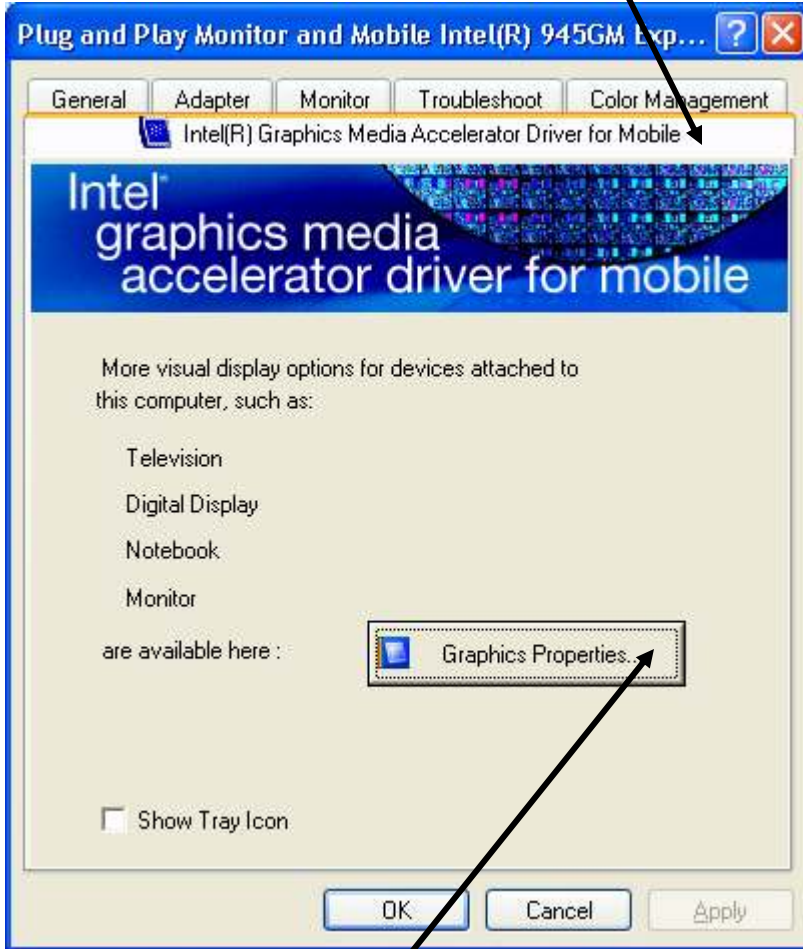 Plug and Play Monitor and Mobile Intel(R) 945GM Exp... ? X
General Adapter Monitor Troubleshoot Color Management
Intel(R) Graphics Media Accelerator Driver for Mobile
Intel®
graphics media
accelerator driver for mobile
More visual display options for devices attached to
this computer, such as:
Television
Digital Display
Notebook
Monitor
are available here :
Graphics Properties...
Show Tray Icon
OK Cancel Apply